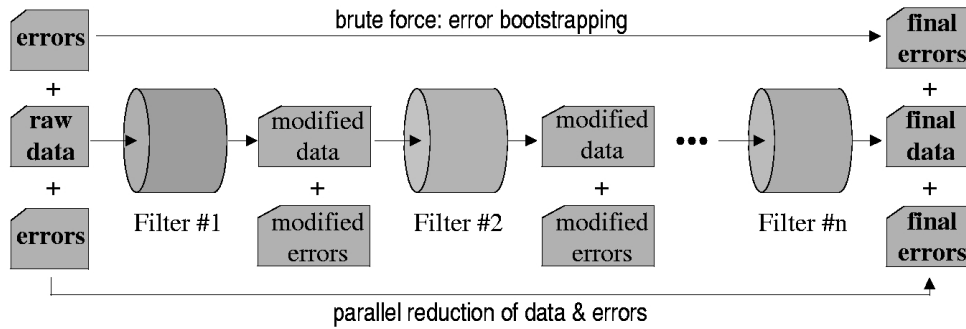 brute force: error bootstrapping
errors
final
errors
+
+
raw
data
modified
data
modified
data
•••
final
data
+
+
+
+
errors
Filter #1
modified
errors
Filter #2
modified
errors
Filter #n
final
errors
parallel reduction of data & errors